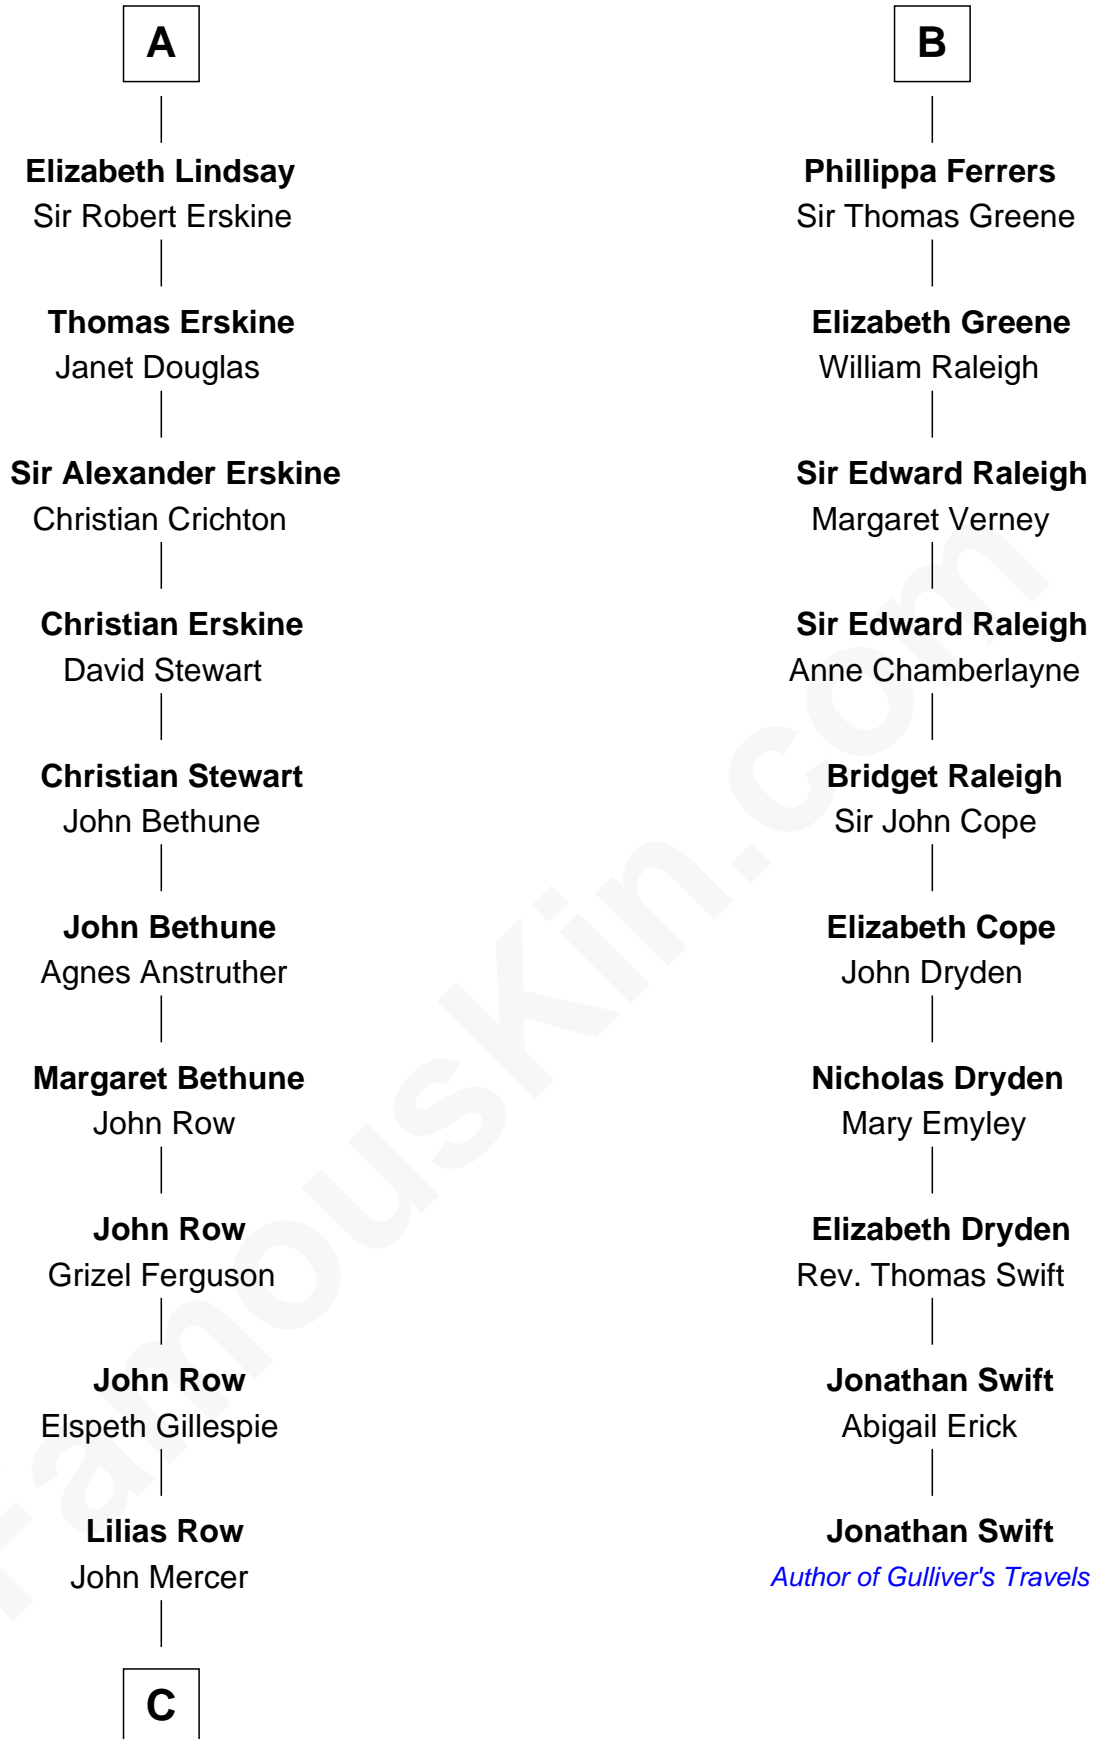 A
Elizabeth Lindsay
Sir Robert Erskine
Thomas Erskine
Janet Douglas
Sir Alexander Erskine
Christian Crichton
Christian Erskine
David Stewart
Christian Stewart
John Bethune
John Bethune
Agnes Anstruther
Margaret Bethune
John Row
John Row
Grizel Ferguson
John Row
Elspeth Gillespie
Lilias Row
John Mercer
C
B
Phillippa Ferrers
Sir Thomas Greene
Elizabeth Greene
William Raleigh
Sir Edward Raleigh
Margaret Verney
Sir Edward Raleigh
Anne Chamberlayne
Bridget Raleigh
Sir John Cope
Elizabeth Cope
John Dryden
Nicholas Dryden
Mary Emyley
Elizabeth Dryden
Rev. Thomas Swift
Jonathan Swift
Abigail Erick
Jonathan Swift
Author of Gulliver's Travels
FamousKin.com